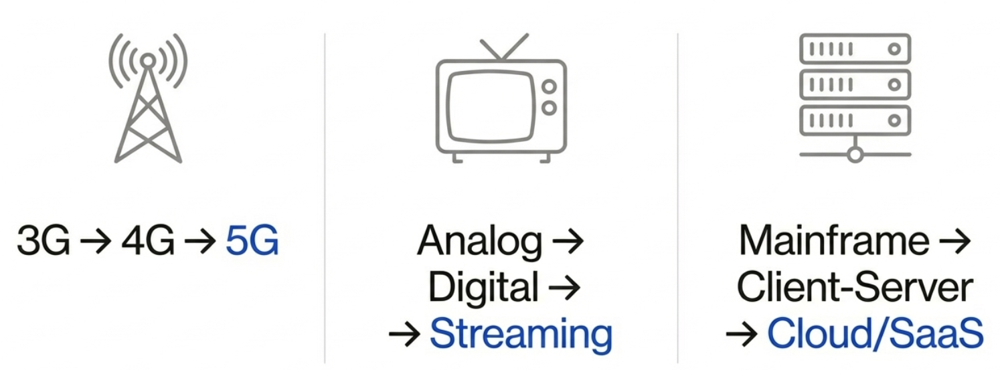 3G → 4G → 5G
Analog →
Digital →
→ Streaming
Mainframe →
Client-Server
→ Cloud/SaaS